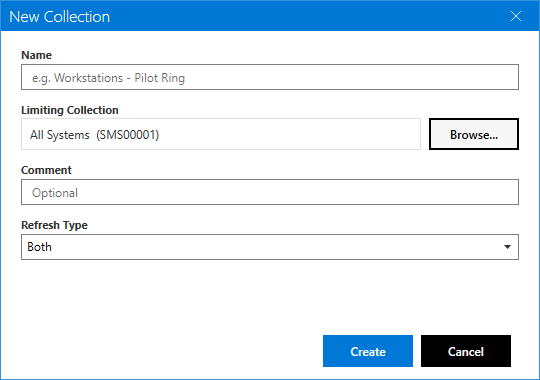 New Collection
Name
e.g. Workstations - Pilot Ring
Limiting Collection
All Systems  (SMS00001)
Browse...
Comment
Optional
Refresh Type
Both
Create
Cancel